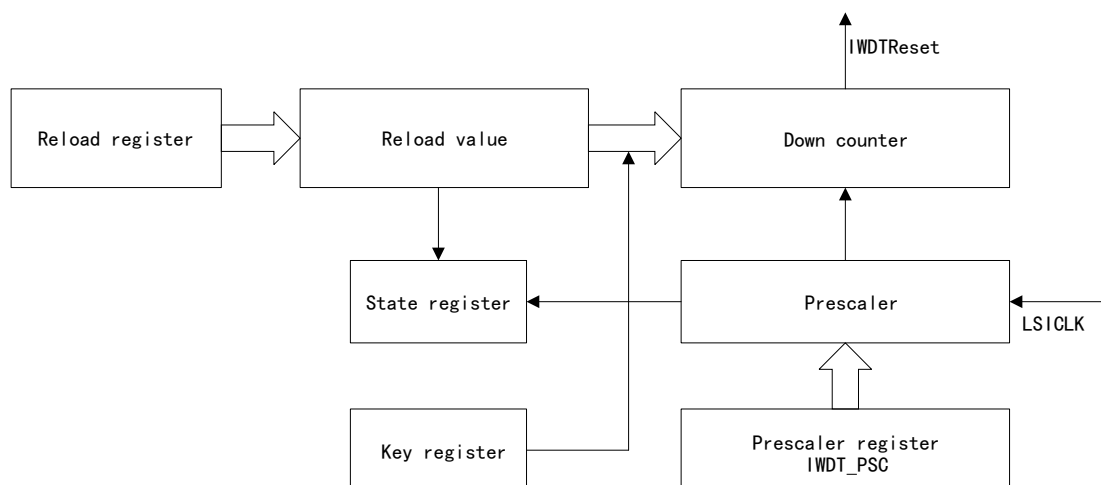 IWDTReset
Reload register
Reload value
Down counter
State register
Prescaler
LSICLK
Key register
Prescaler register
IWDT_PSC